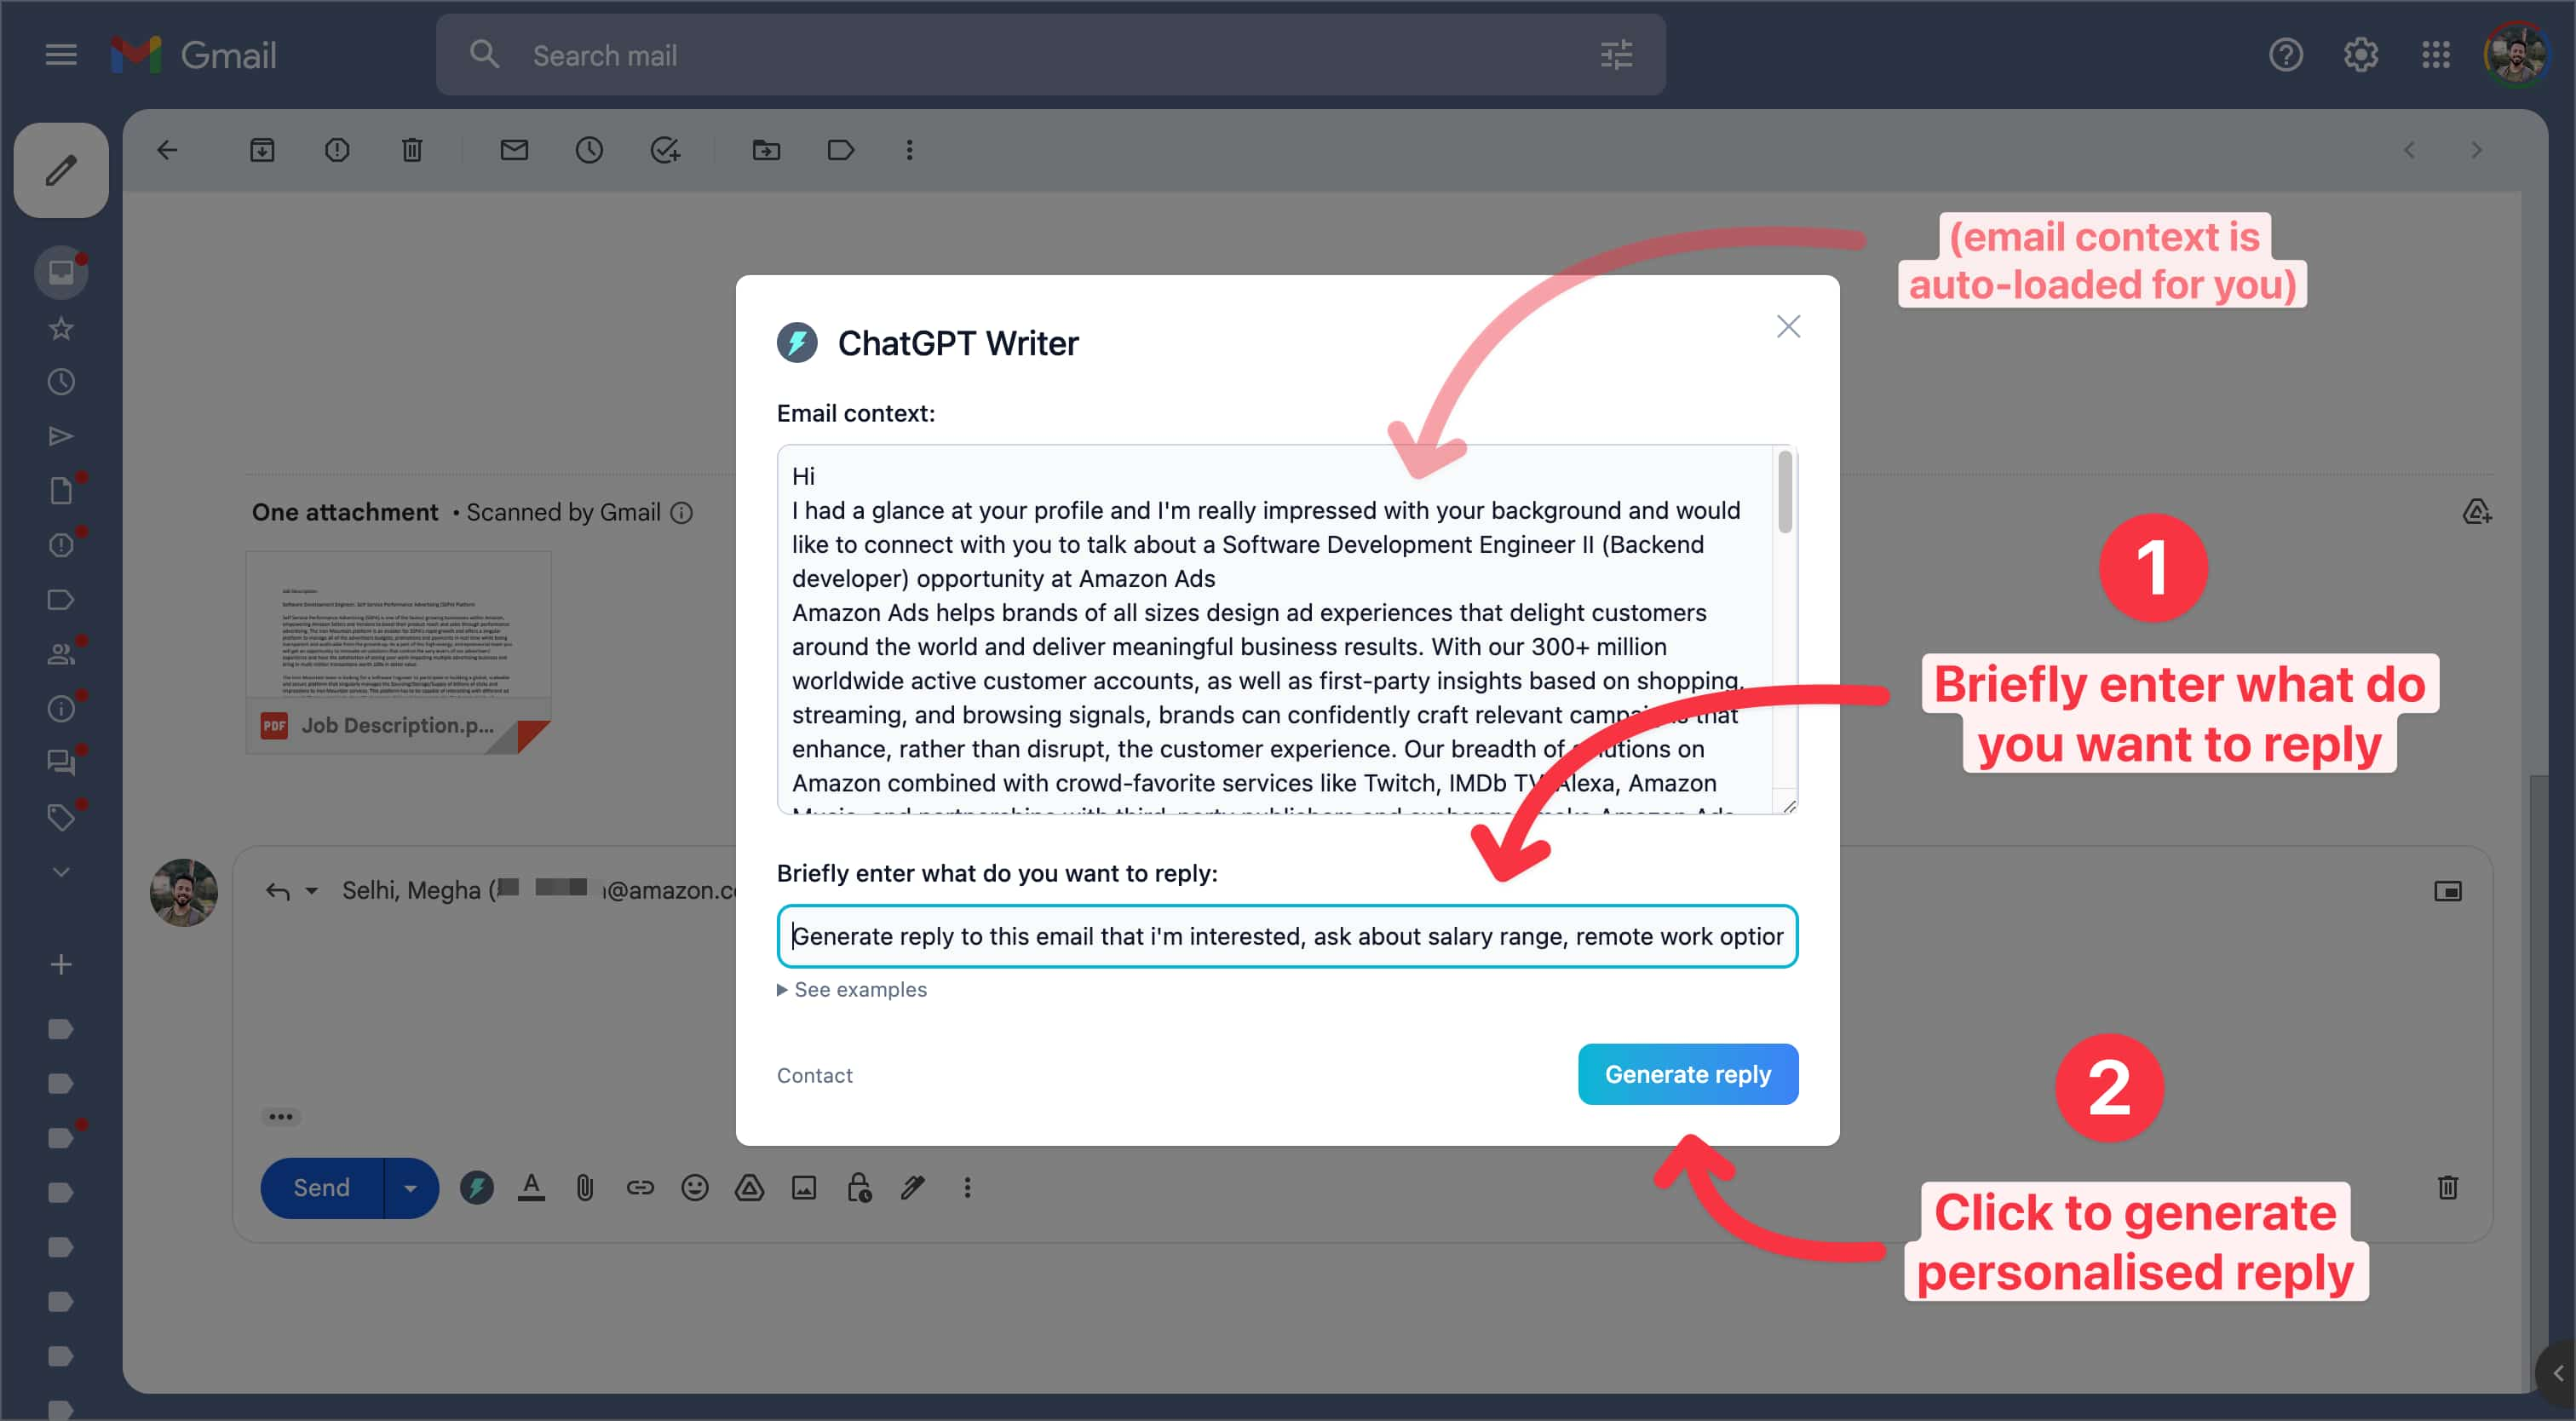 Gmail
Search mail
(email context is
auto-loaded for you)
ChatGPT Writer
Email context:
Hi
I had a glance at your profile and I'm really impressed with your background and would
like to connect with you to talk about a Software Development Engineer II (Backend
developer) opportunity at Amazon Ads
Amazon Ads helps brands of all sizes design ad experiences that delight customers
around the world and deliver meaningful business results. With our 300+ million
worldwide active customer accounts, as well as first-party insights based on shopping,
streaming, and browsing signals, brands can confidently craft relevant that
enhance, rather than disrupt, the customer experience. Our breadth of on
Amazon combined with crowd-favorite services like Twitch, IMDb TV Alexa, Amazon
One attachment • Scanned by Gmail
Job Description:
PDF Job Description.p...
1
Briefly enter what do
you want to reply
Selhi, Megha ( @amazon.c
Briefly enter what do you want to reply:
Generate reply to this email that i'm interested, ask about salary range, remote work option
See examples
Contact
Generate reply
2
Click to generate
personalised reply
Send